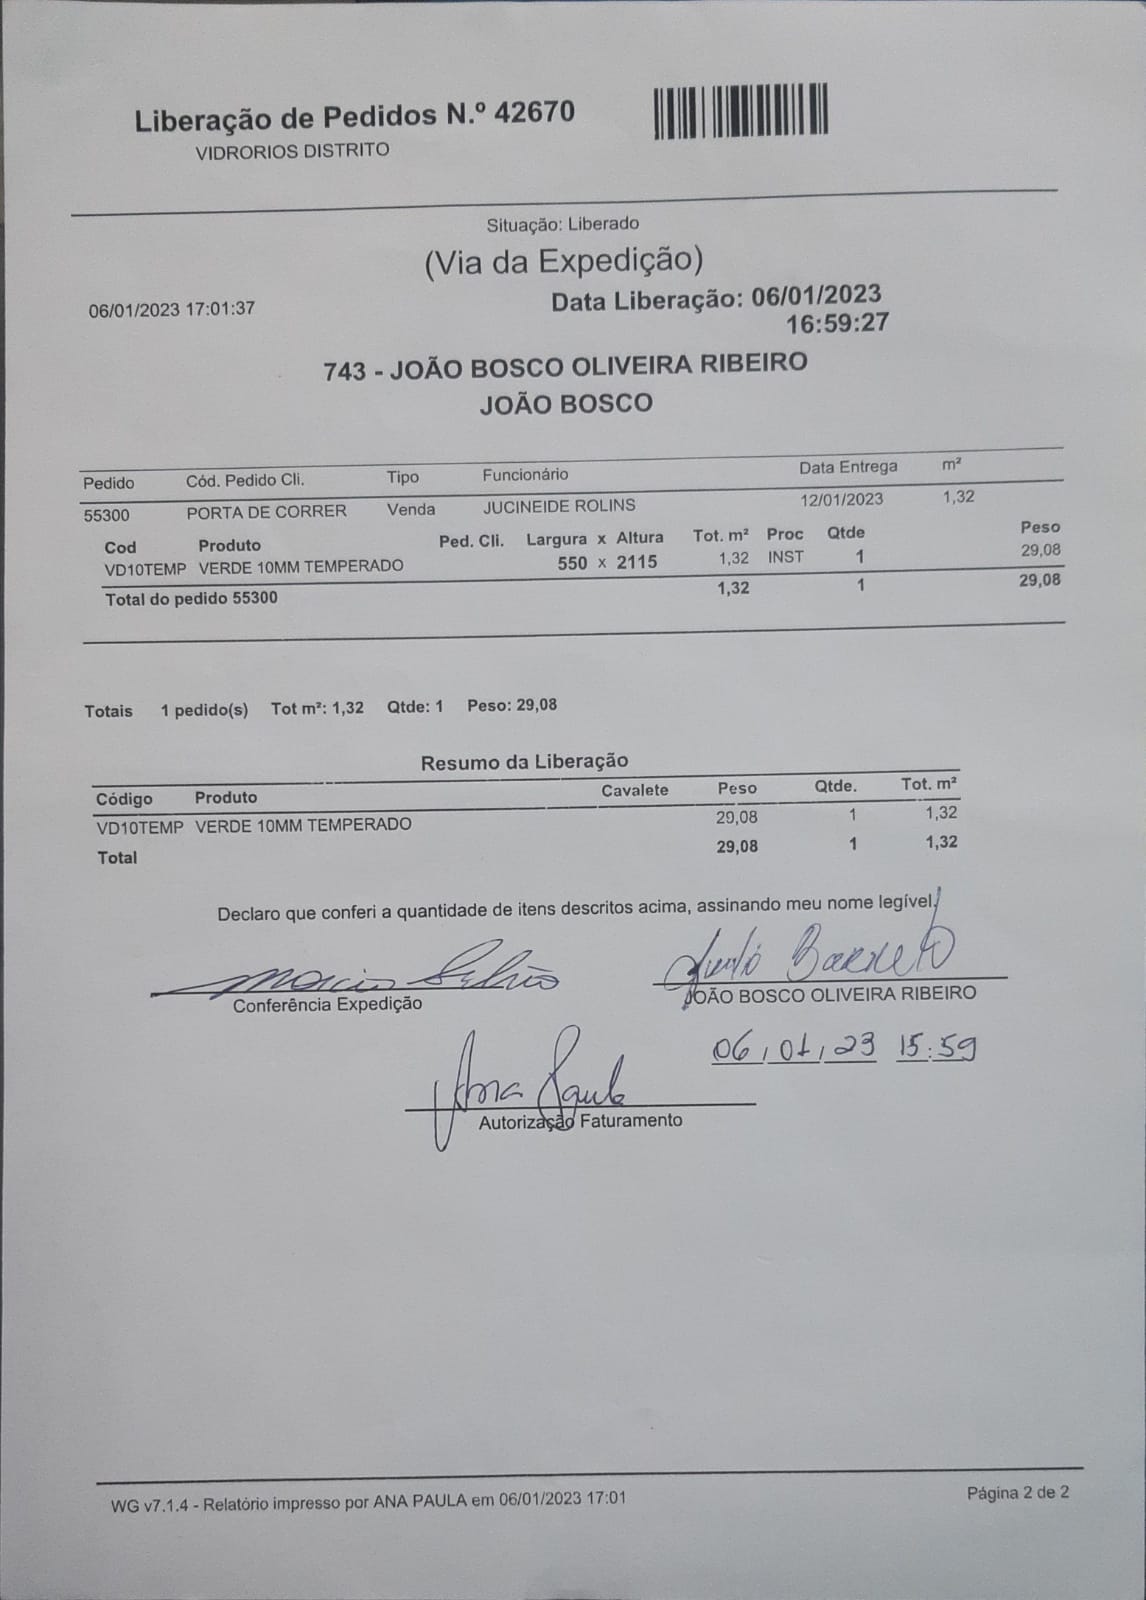 Liberação de Pedidos N.º 42670
VIDRORIOS DISTRITO
Situação: Liberado
(Via da Expedição)
06/01/2023 17:01:37
Data Liberação: 06/01/2023
16:59:27
743 - JOÃO BOSCO OLIVEIRA RIBEIRO
JOÃO BOSCO
Pedido Cód. Pedido Cli. Tipo Funcionário Data Entrega m²
55300 PORTA DE CORRER Venda JUCINEIDE ROLINS 12/01/2023 1,32
Cod Produto Ped. Cli. Largura x Altura Tot. m² Proc Qtde Peso
VD10TEMP VERDE 10MM TEMPERADO 550 x 2115 1,32 INST 1 29,08
Total do pedido 55300 1,32 1 29,08
Totais 1 pedido(s) Tot m²: 1,32 Qtde: 1 Peso: 29,08
Resumo da Liberação
Código Produto Cavalete Peso Qtde. Tot. m²
VD10TEMP VERDE 10MM TEMPERADO 29,08 1 1,32
Total 29,08 1 1,32
Declaro que conferi a quantidade de itens descritos acima, assinando meu nome legível.
Barreto
Conferência Expedição
JOÃO BOSCO OLIVEIRA RIBEIRO
06/01/23 15:59
Ana Paula
Autorização Faturamento
WG v7.1.4 - Relatório impresso por ANA PAULA em 06/01/2023 17:01
Página 2 de 2